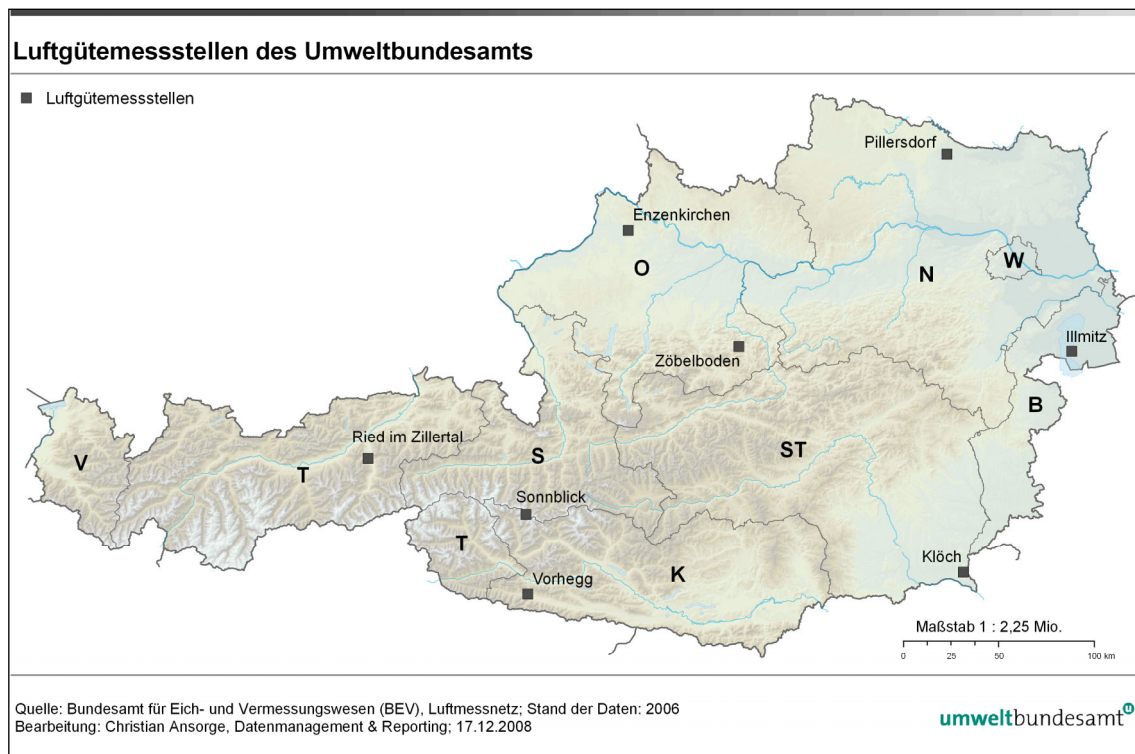 Luftgütemessstellen des Umweltbundesamts
Luftgütemessstellen
Pillersdorf
Enzenkirchen
O
N
W
Illmitz
Zöbelboden
B
Ried im Zillertal
V
T
S
ST
Sonnblick
T
K
Vorhegg
Klöch
Maßstab 1 : 2,25 Mio.
0 25 50 100 km
Quelle: Bundesamt für Eich- und Vermessungswesen (BEV), Luftmessnetz; Stand der Daten: 2006
Bearbeitung: Christian Ansorge, Datenmanagement & Reporting; 17.12.2008
umweltbundesamt u